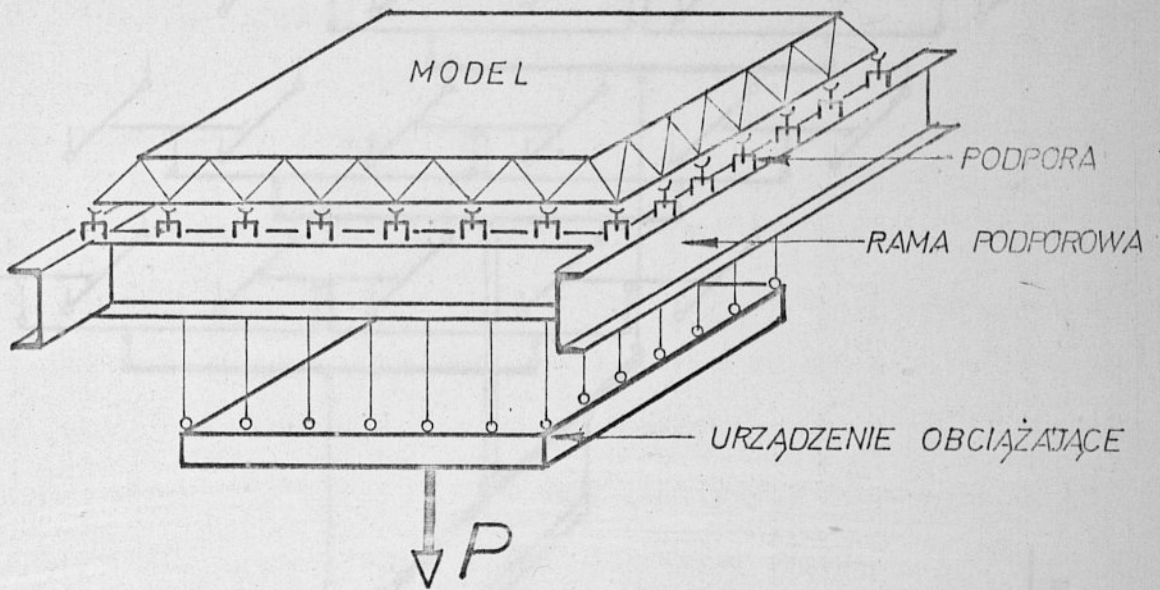 MODEL
PODPORA
RAMA PODPOROWA
URZĄDZENIE OBCIĄŻAJĄCE
P